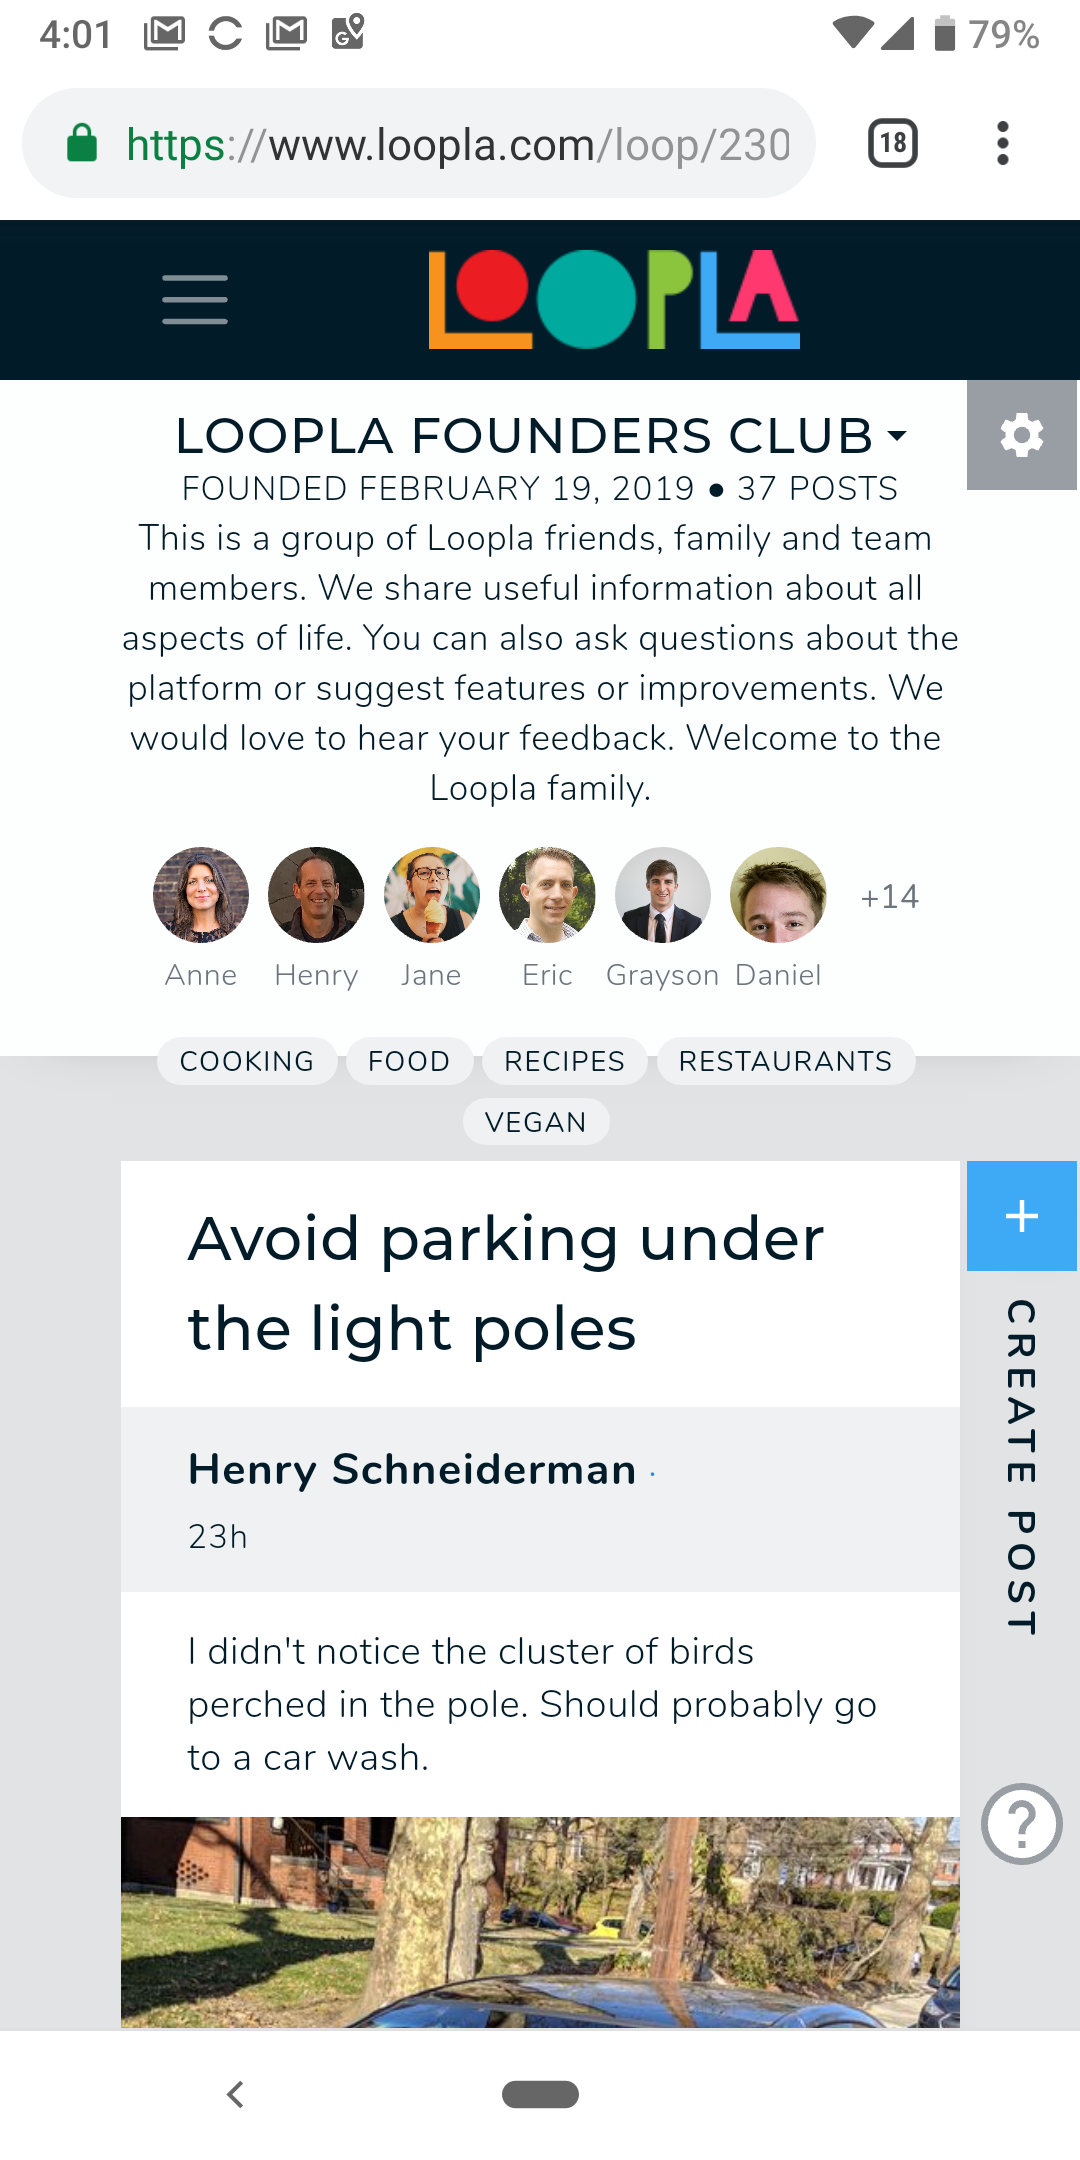 4:01
79%
https://www.loopla.com/loop/230
18
LOOPLA
LOOPLA FOUNDERS CLUB
FOUNDED FEBRUARY 19, 2019 ● 37 POSTS
This is a group of Loopla friends, family and team
members. We share useful information about all
aspects of life. You can also ask questions about the
platform or suggest features or improvements. We
would love to hear your feedback. Welcome to the
Loopla family.
Anne Henry Jane Eric Grayson Daniel +14
COOKING FOOD RECIPES RESTAURANTS
VEGAN
Avoid parking under
the light poles
+
CREATE POST
Henry Schneiderman ·
23h
I didn't notice the cluster of birds
perched in the pole. Should probably go
to a car wash.
?